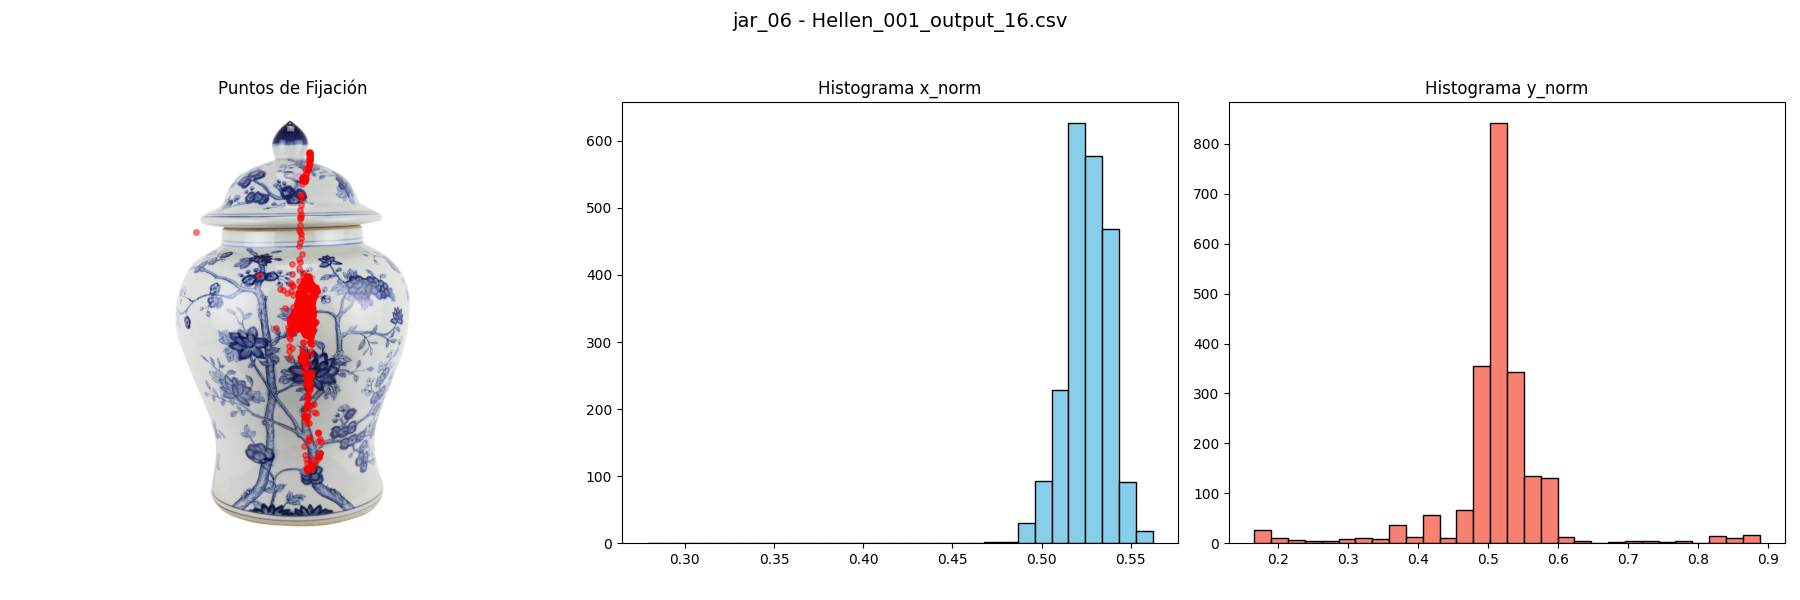 jar_06 - Hellen_001_output_16.csv
Puntos de Fijación
Histograma x_norm
600
500
400
300
200
100
0
0.30 0.35 0.40 0.45 0.50 0.55
Histograma y_norm
800
700
600
500
400
300
200
100
0
0.2 0.3 0.4 0.5 0.6 0.7 0.8 0.9